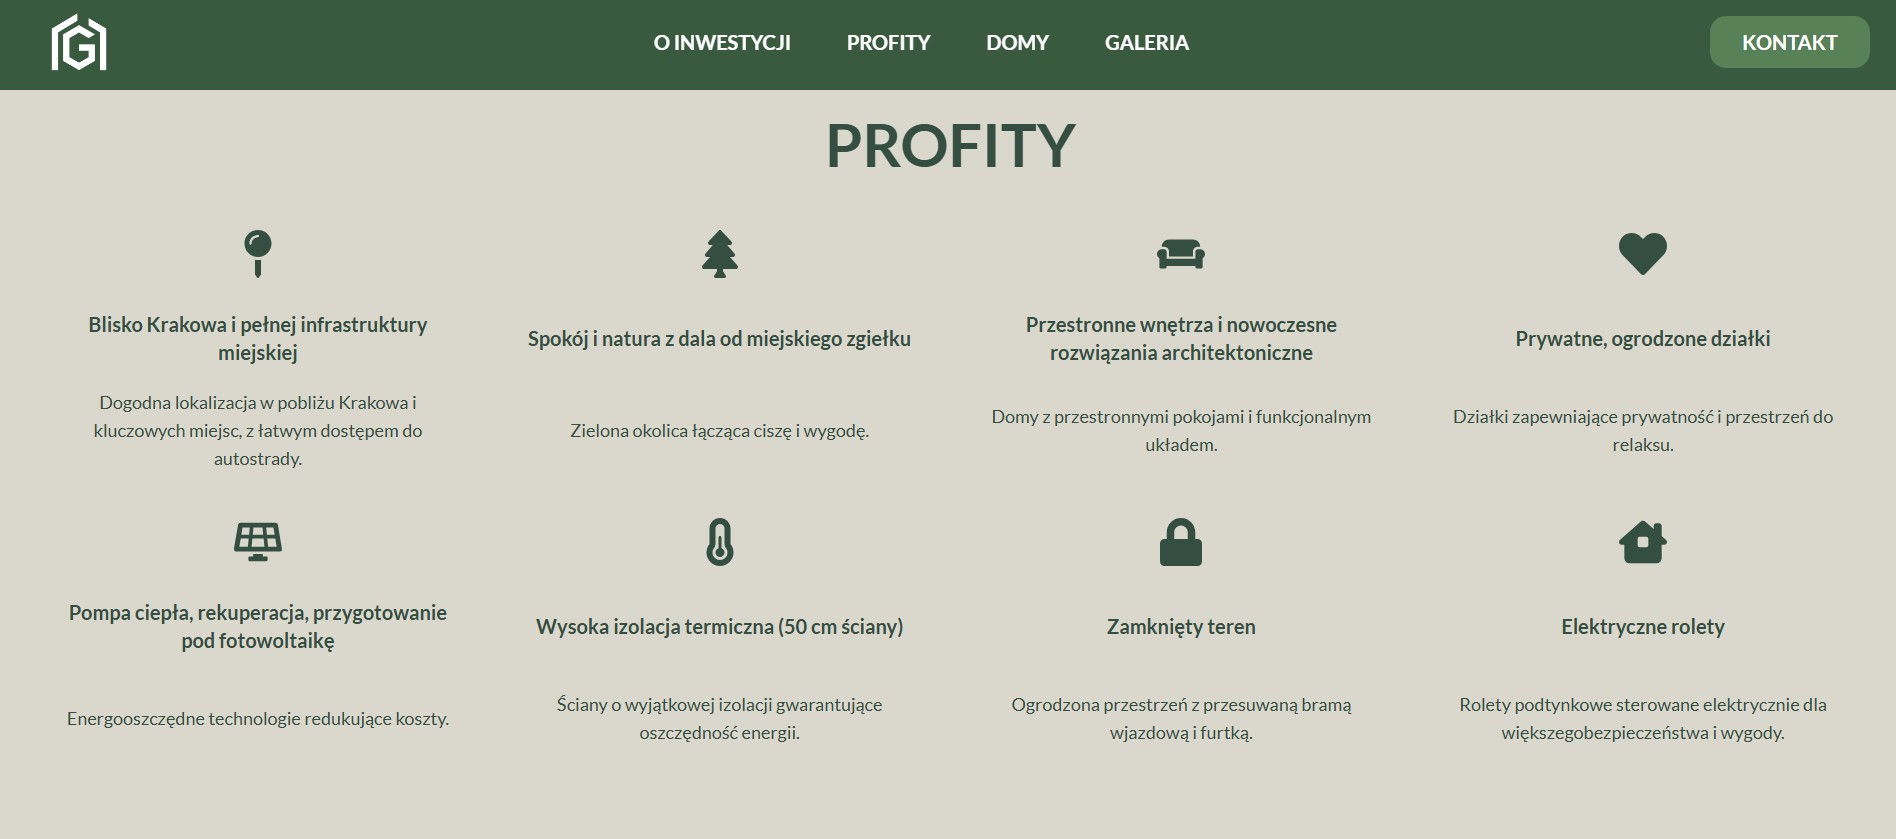 G
O INWESTYCJI PROFITY DOMY GALERIA KONTAKT
PROFITY
Blisko Krakowa i pełnej infrastruktury
miejskiej
Dogodna lokalizacja w pobliżu Krakowa i
kluczowych miejsc, z łatwym dostępem do
autostrady.
Spokój i natura z dala od miejskiego zgiełku
Zielona okolica łącząca ciszę i wygodę.
Przestronne wnętrza i nowoczesne
rozwiązania architektoniczne
Domy z przestronnymi pokojami i funkcjonalnym
układem.
Prywatne, ogrodzone działki
Działki zapewniające prywatność i przestrzeń do
relaksu.
Pompa ciepła, rekuperacja, przygotowanie
pod fotowoltaikę
Energooszczędne technologie redukujące koszty.
Wysoka izolacja termiczna (50 cm ściany)
Ściany o wyjątkowej izolacji gwarantujące
oszczędność energii.
Zamknięty teren
Ogrodzona przestrzeń z przesuwaną bramą
wjazdową i furtką.
Elektryczne rolety
Rolety podtynkowe sterowane elektrycznie dla
większegobezpieczeństwa i wygody.